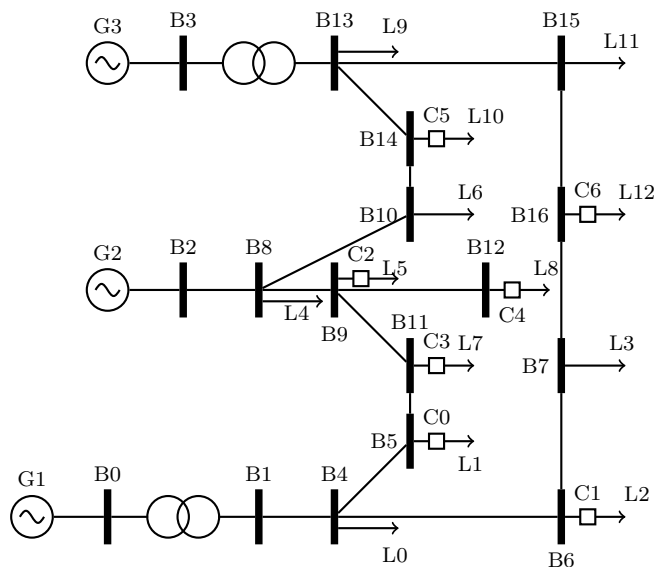 G3 B3 B13 L9 B15 L11
B14 C5 L10
B10 L6 B16 C6 L12
G2 B2 B8 L4 B9 C2 L5 B12 C4 L8
B11 C3 L7 B7 L3
B5 C0 L1
G1 B0 B1 B4 L0 B6 C1 L2